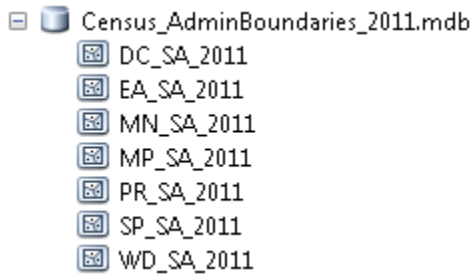 Census_AdminBoundaries_2011.mdb
DC_SA_2011
EA_SA_2011
MN_SA_2011
MP_SA_2011
PR_SA_2011
SP_SA_2011
WD_SA_2011